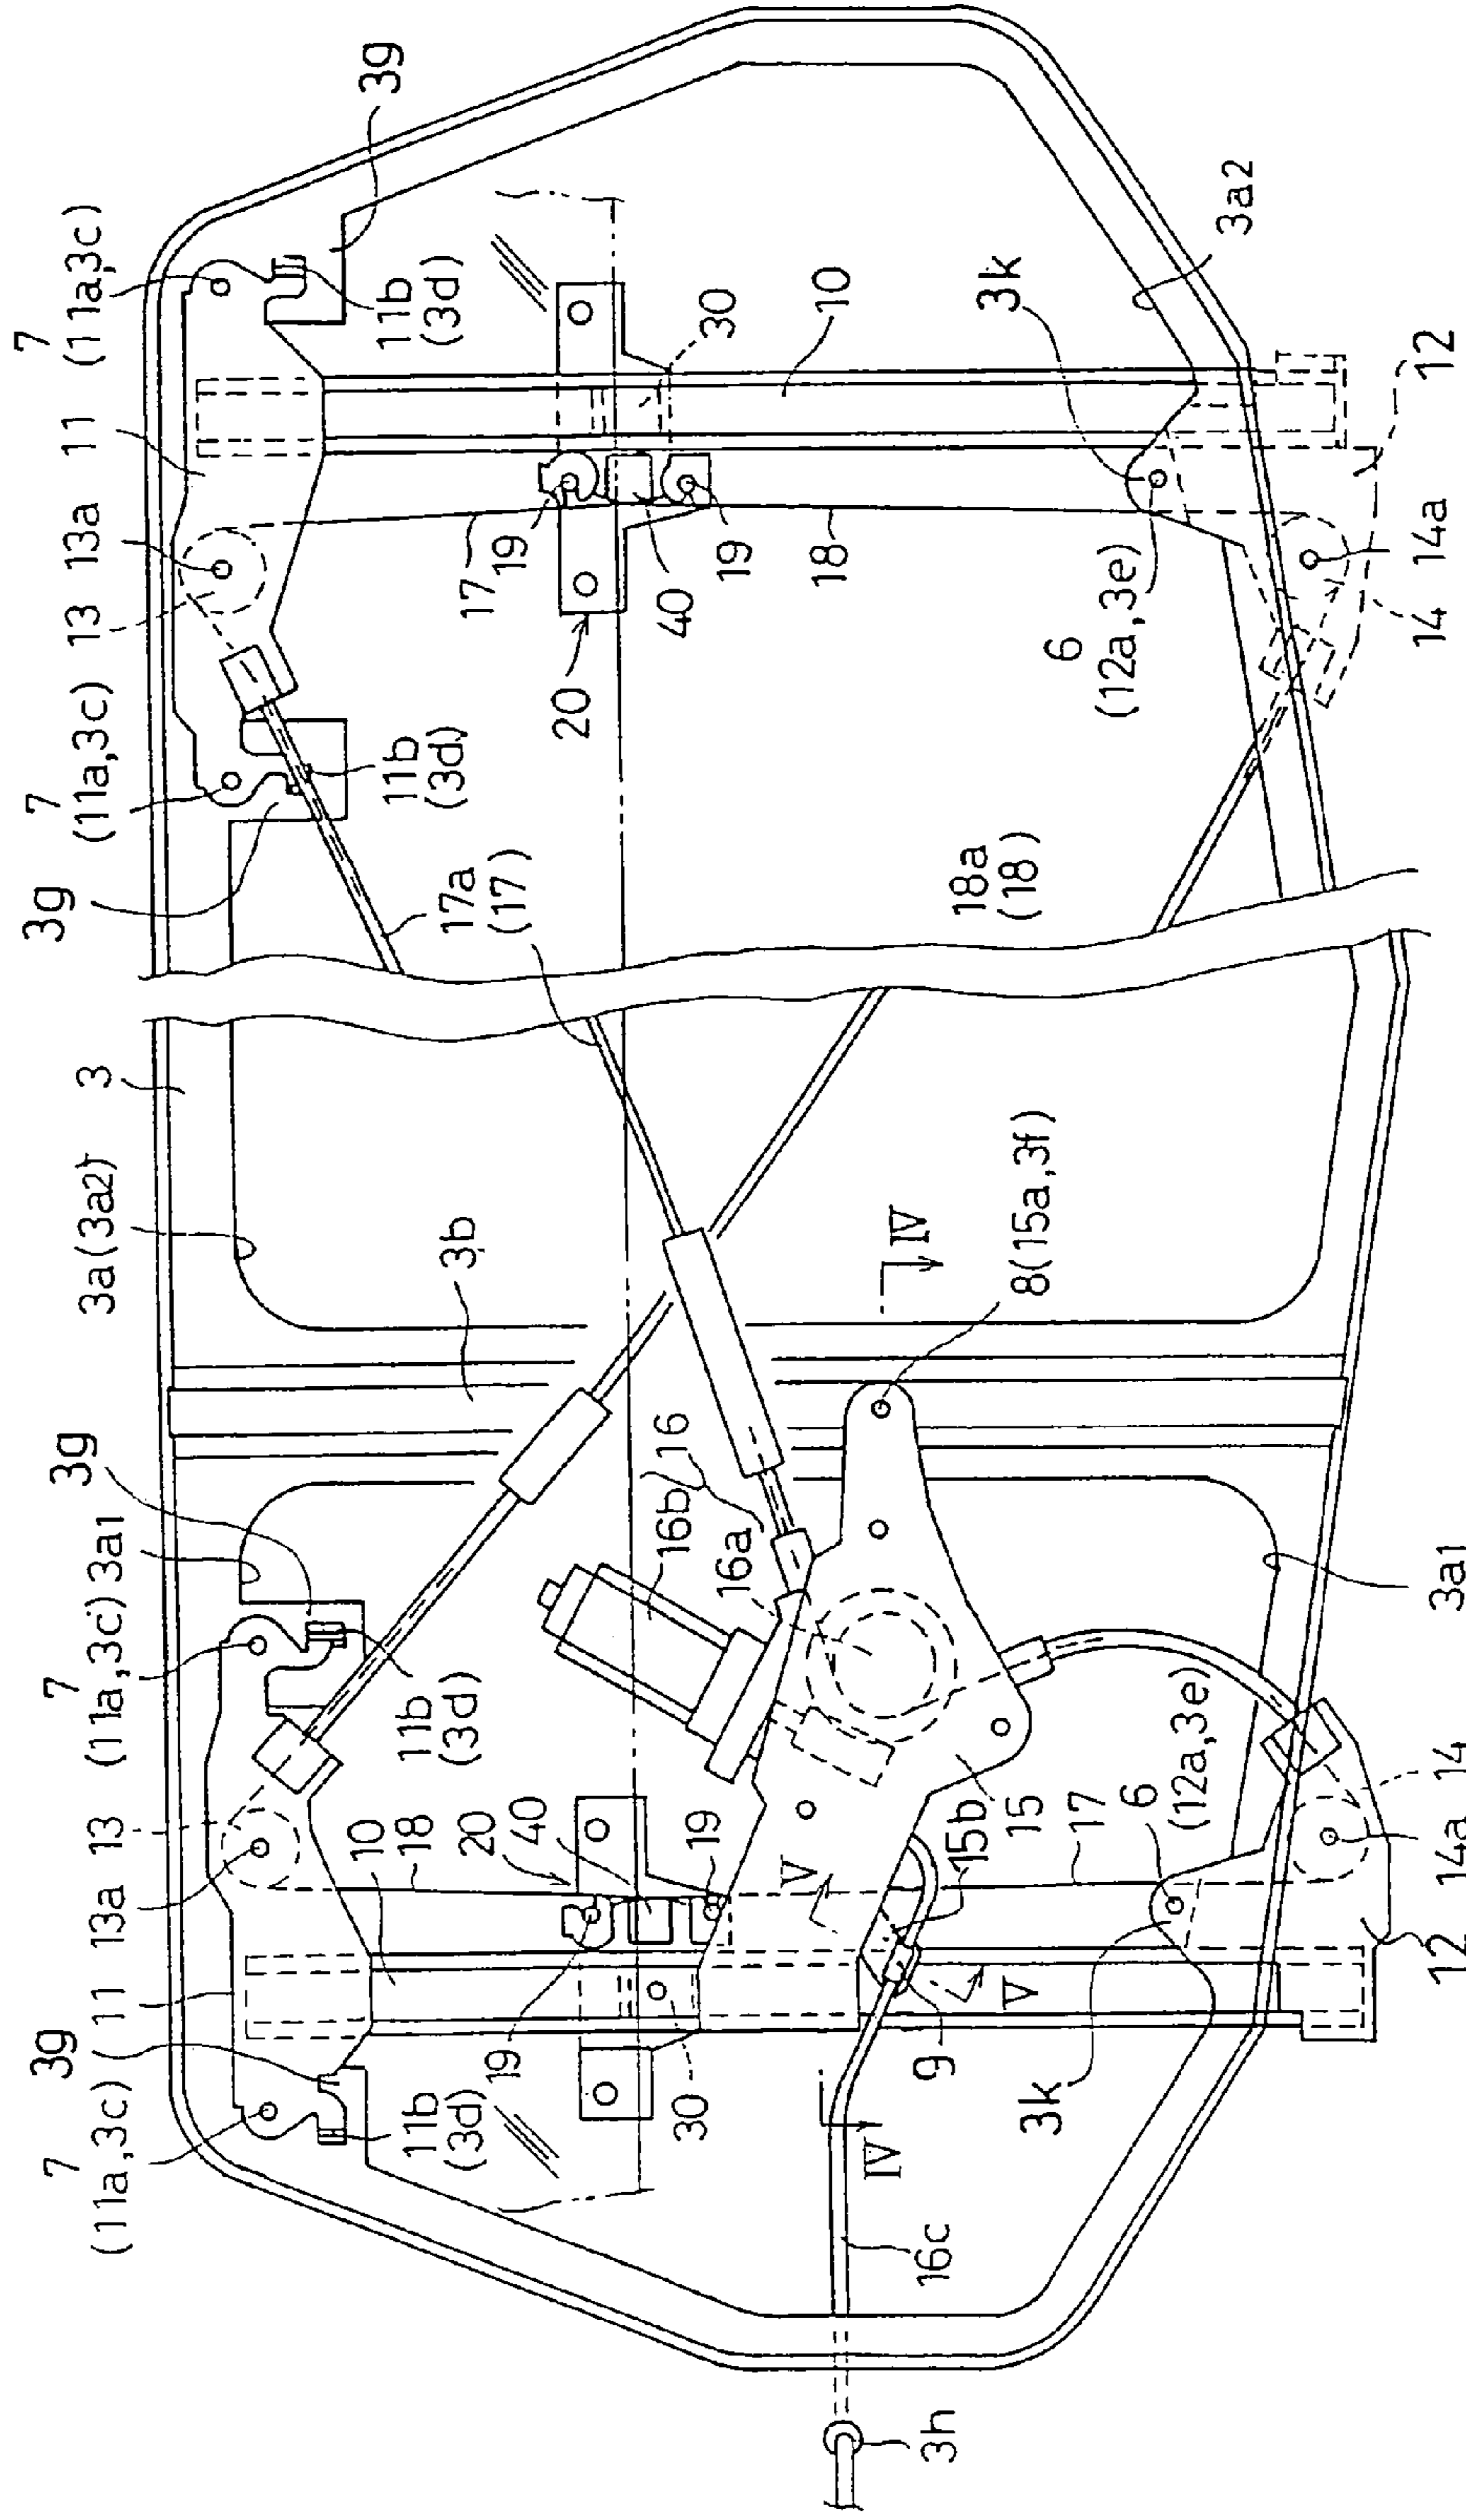 7
(11a,3c)
3g
11
13a
13
7
(11a,3c)
3a1
3g
3a(3a2)
3
3g
7
(11a,3c)
13
13a
11
7
(11a,3c)
3g
11b
(3d)
10
18
11b
(3d)
3b
17a
(17)
11b
(3d)
17
11b
(3d)
19
20
40
20
19
30
19
16b
16
16a
40
19
30
V
18
10
IV
16c
3h
9
V
15b
15
IV
8(15a,3f)
18a
(18)
3k
3k
17
6
(12a,3e)
6
(12a,3e)
3a2
12
14a
14
3a1
14
14a
12